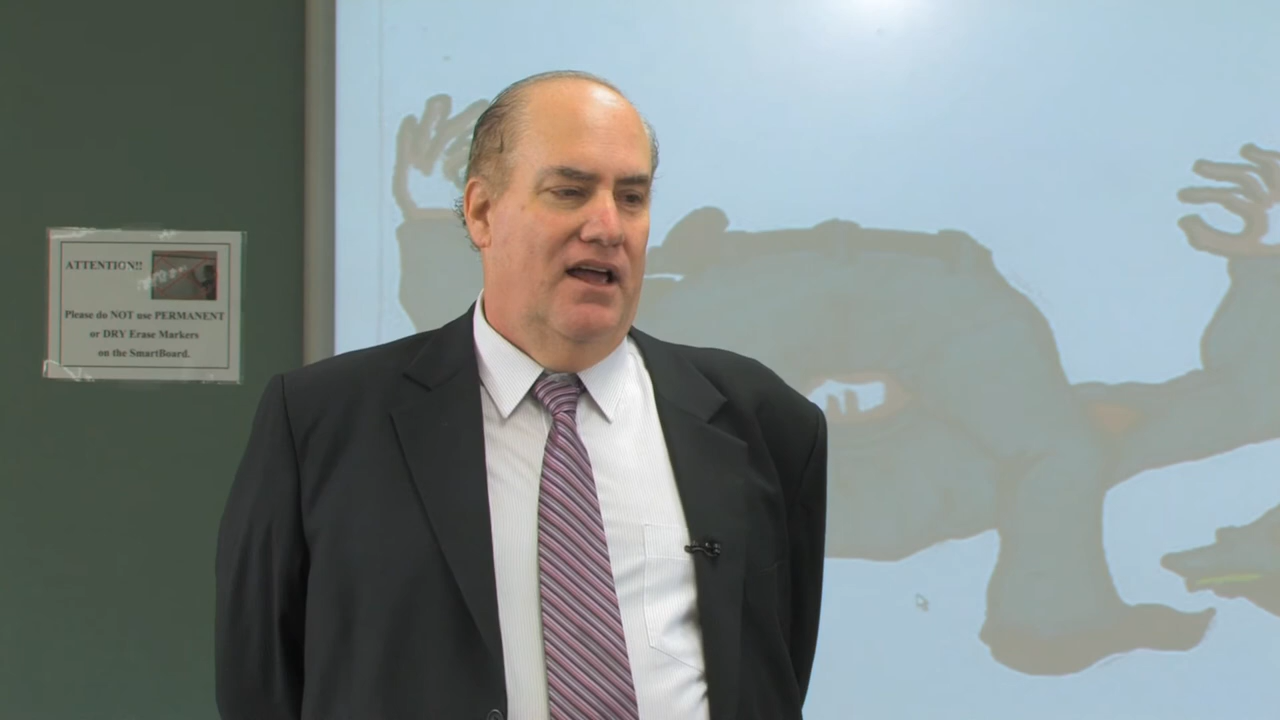 ATTENTION!!
Please do NOT use PERMANENT
or DRY Erase Markers
on the SmartBoard.